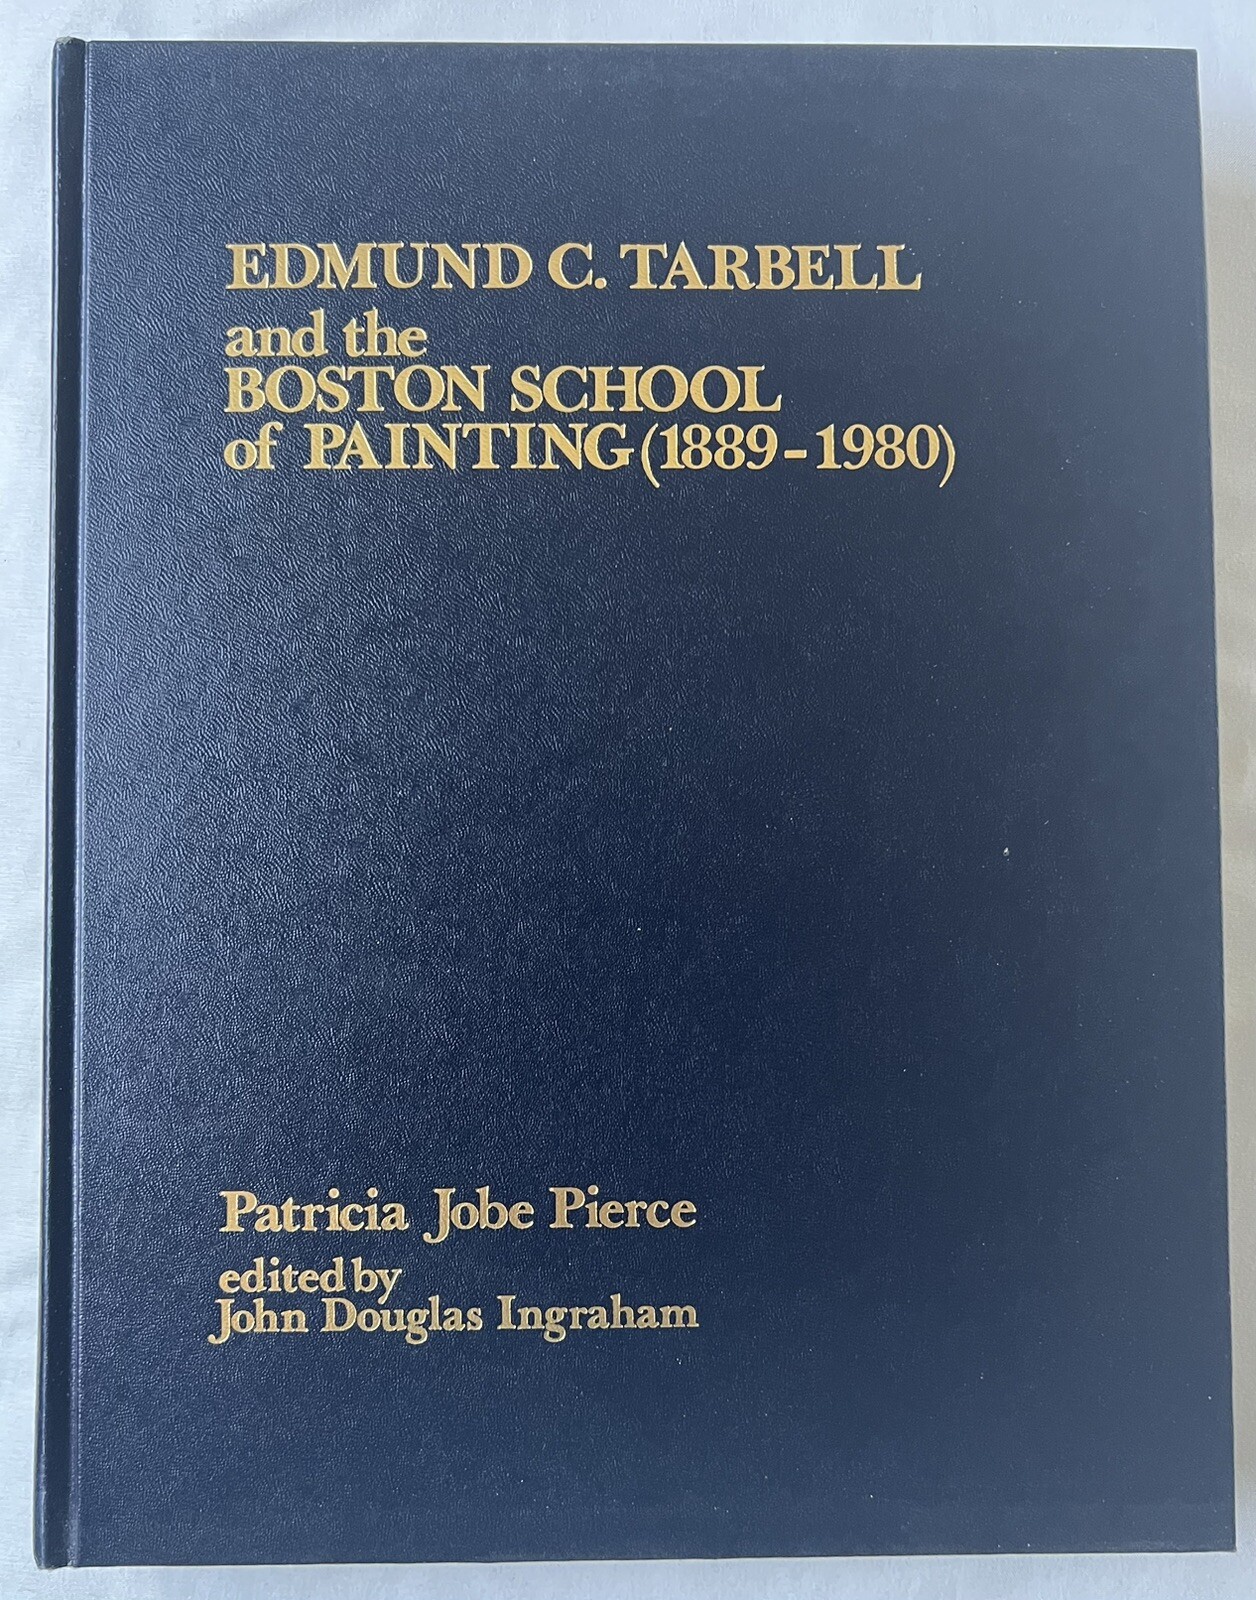 EDMUND C. TARBELL
and the
BOSTON SCHOOL
of PAINTING (1889-1980)
Patricia Jobe Pierce
edited by
John Douglas Ingraham